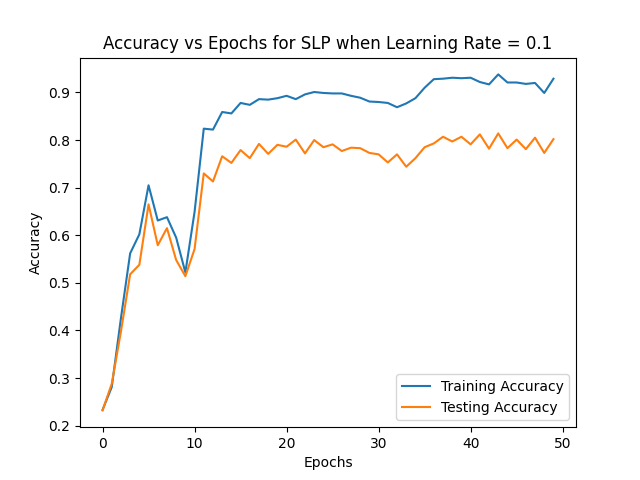 Accuracy vs Epochs for SLP when Learning Rate = 0.1
Accuracy
0.9
0.8
0.7
0.6
0.5
0.4
0.3
0.2
Training Accuracy
Testing Accuracy
0 10 20 30 40 50
Epochs